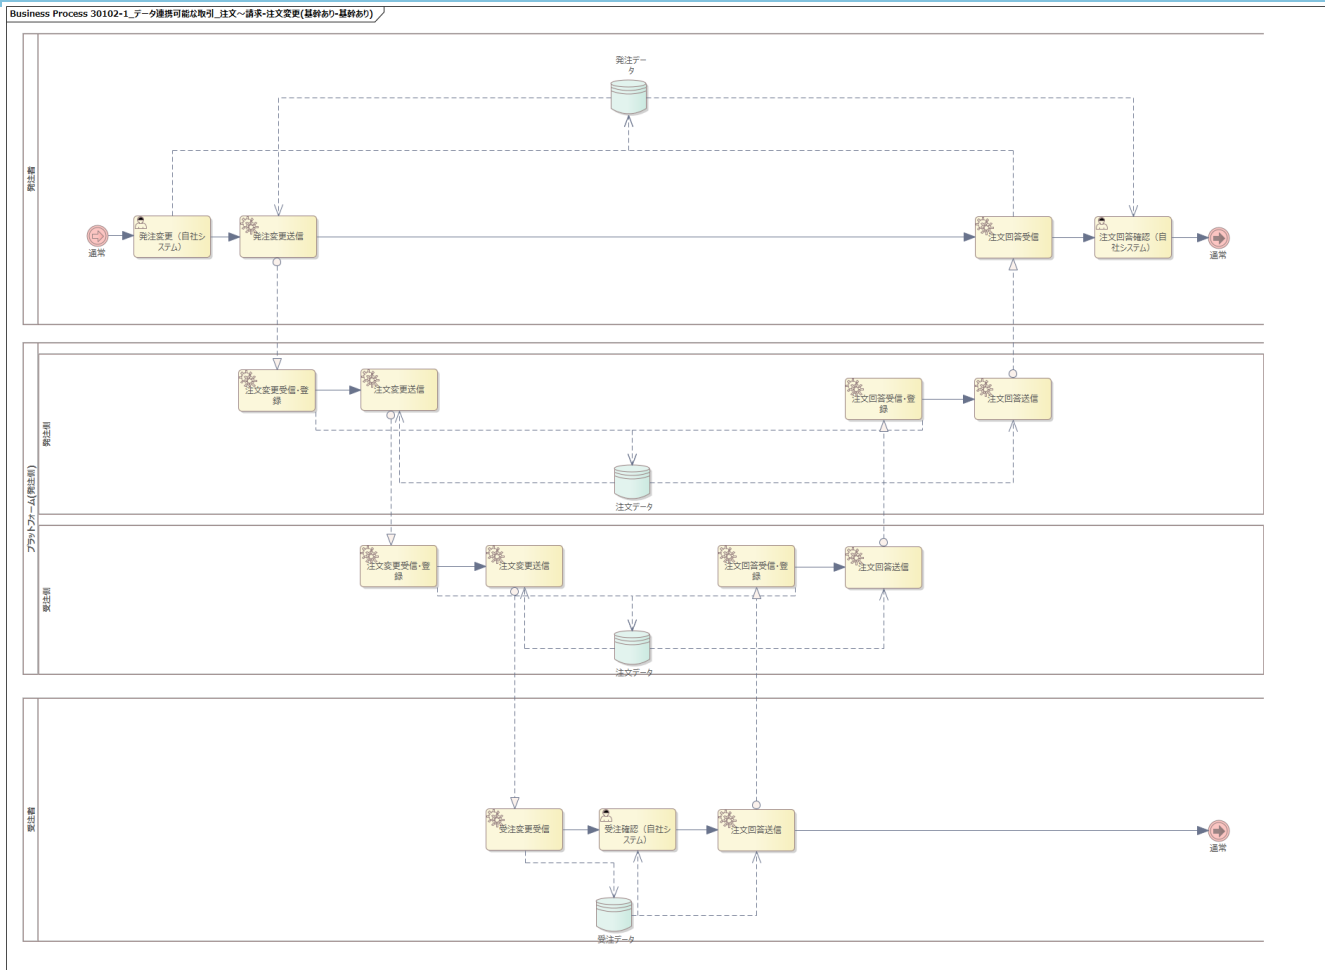 Business Process 30102-1_データ連携可能な取引_注文～請求-注文変更(基幹あり-基幹あり)
発注者
発注デー
タ
通常
発注変更（自社シ
ステム）
発注変更送信
注文回答受信
注文回答確認（自
社システム）
通常
プラットフォーム(発注側)
発注側
注文変更受信・登
録
注文変更送信
注文回答受信・登
録
注文回答送信
注文データ
受注側
注文変更受信・登
録
注文変更送信
注文回答受信・登
録
注文回答送信
注文データ
受注者
受注変更受信
受注確認（自社シ
ステム）
注文回答送信
通常
受注データ